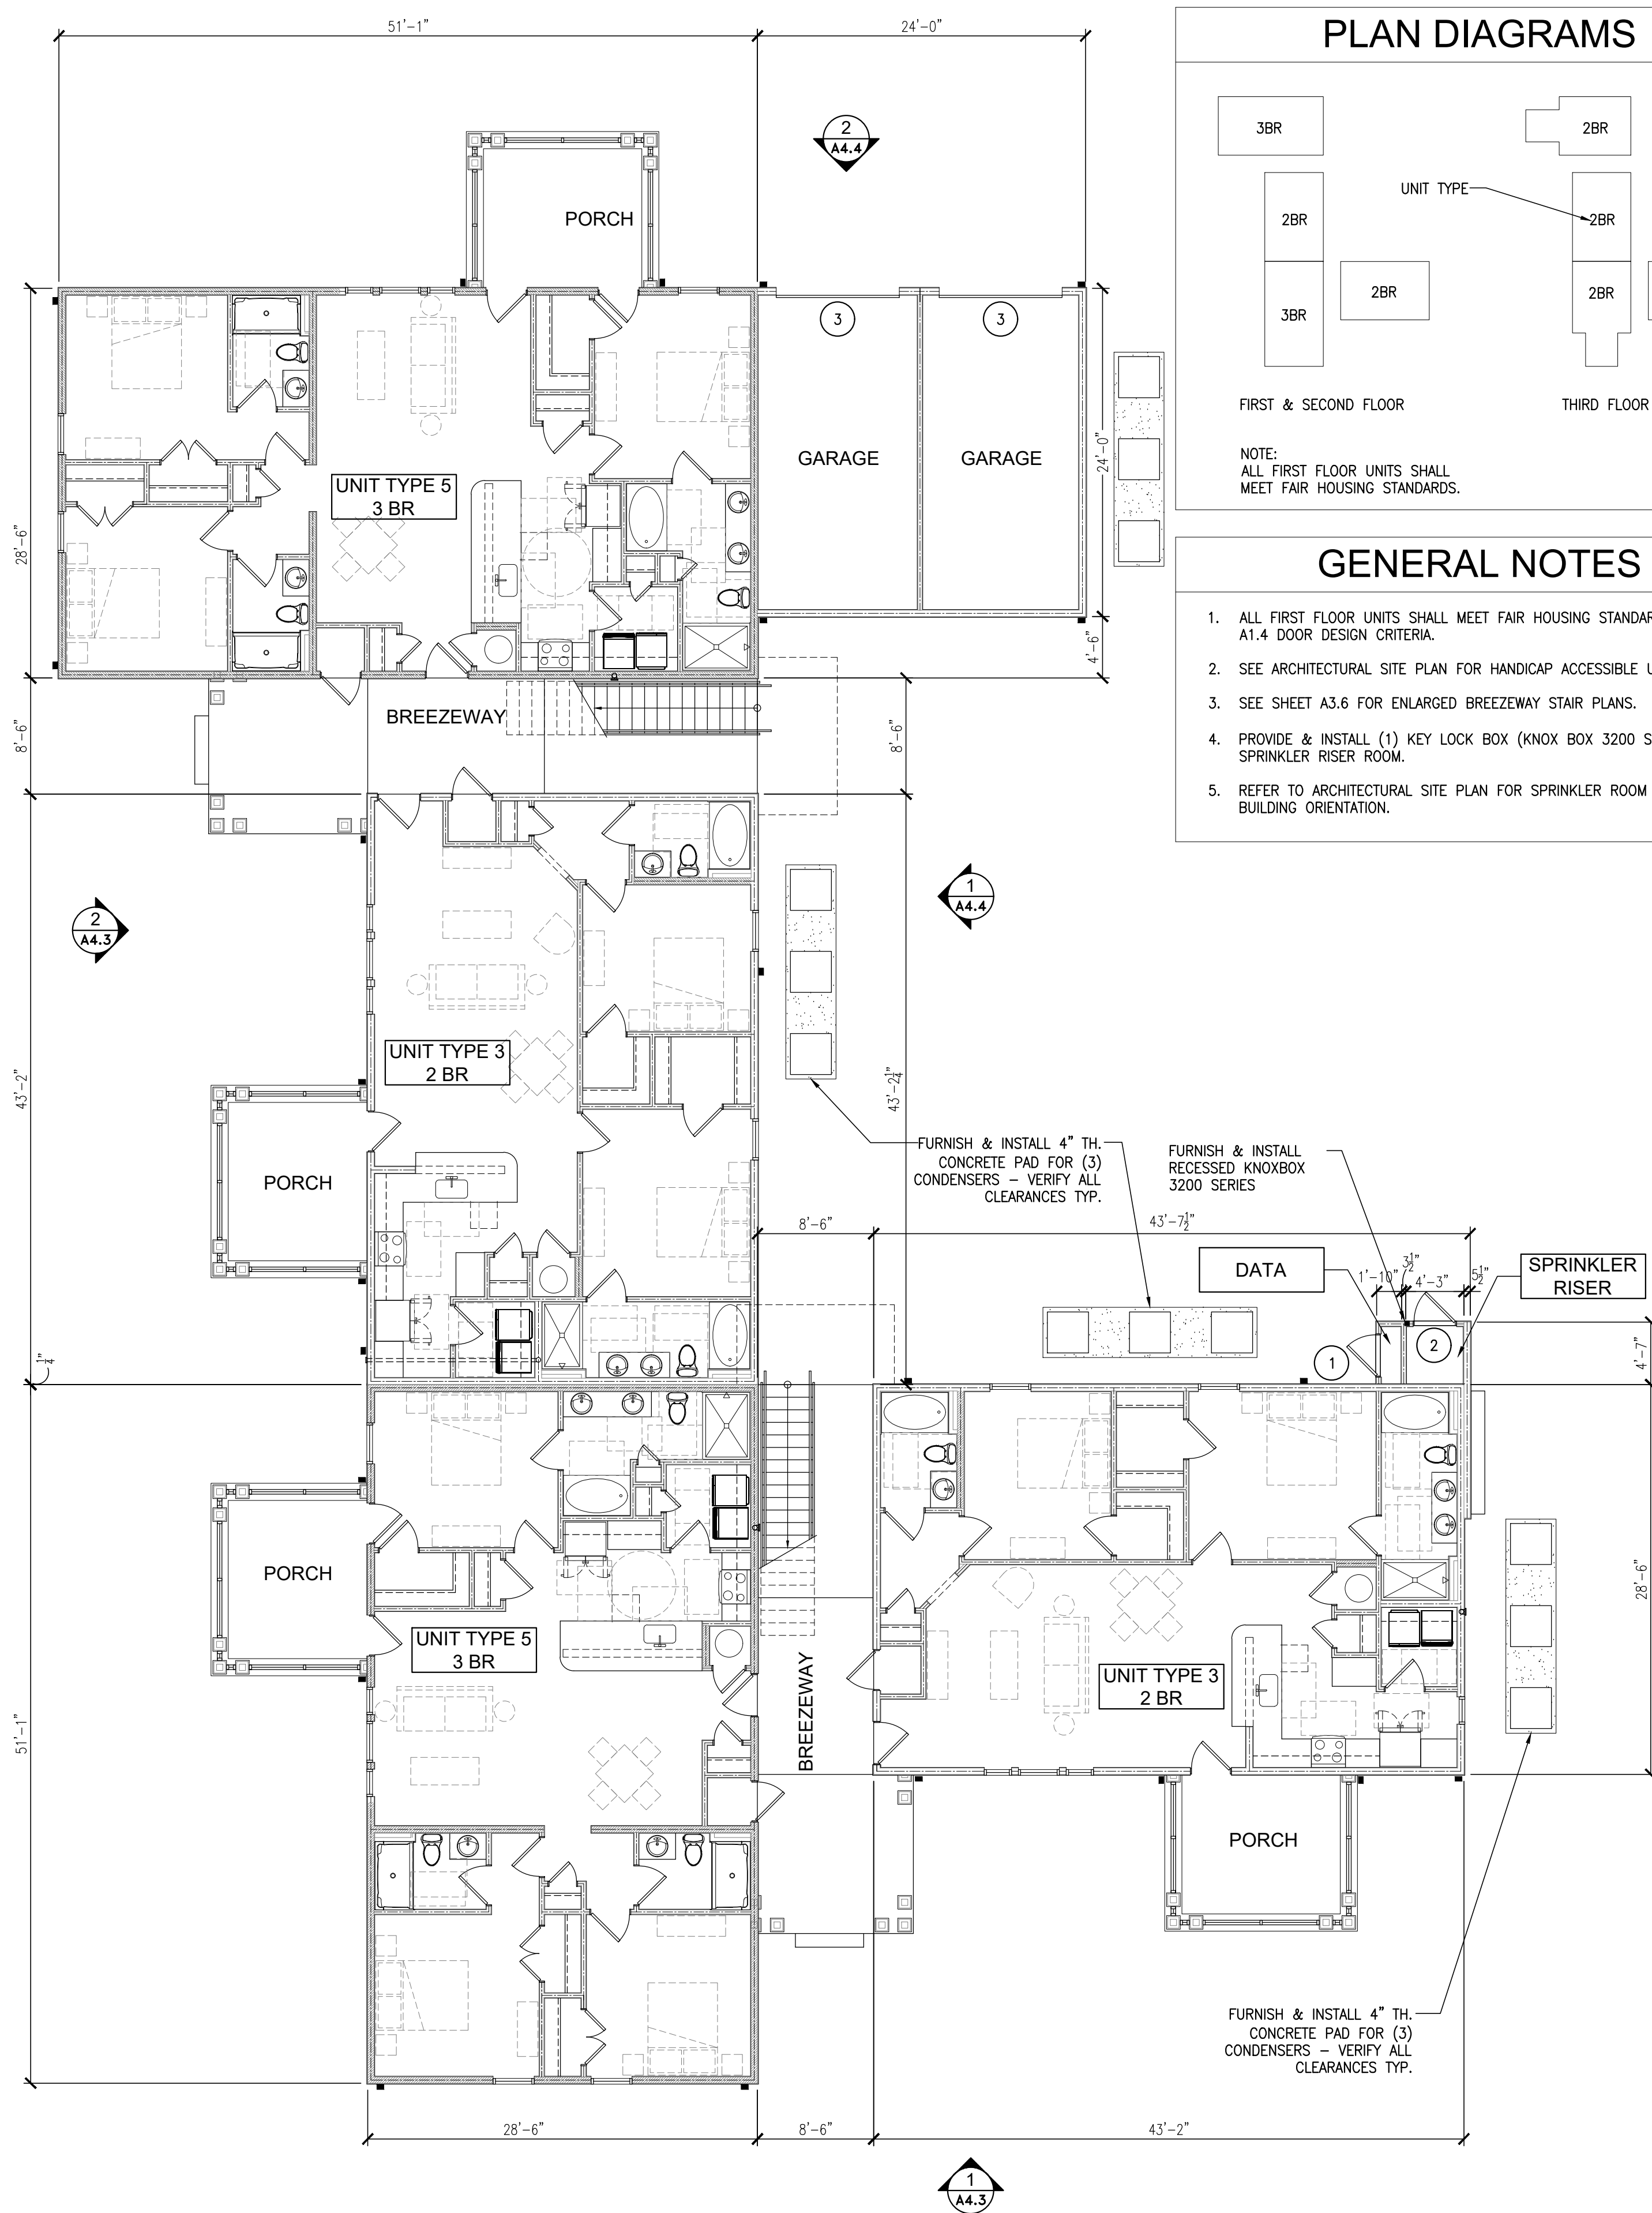 51'-1"
24'-0"
PLAN DIAGRAMS
3BR
2BR
UNIT TYPE
2BR
2BR
2BR
2BR
3BR
FIRST & SECOND FLOOR
THIRD FLOOR
NOTE:
ALL FIRST FLOOR UNITS SHALL
MEET FAIR HOUSING STANDARDS.
2
A4.4
PORCH
3
3
GARAGE
GARAGE
24'-0"
4'-6"
UNIT TYPE 5
3 BR
28'-6"
GENERAL NOTES
1. ALL FIRST FLOOR UNITS SHALL MEET FAIR HOUSING
A1.4 DOOR DESIGN CRITERIA.
2. SEE ARCHITECTURAL SITE PLAN FOR HANDICAP ACCESSIBLE
3. SEE SHEET A3.6 FOR ENLARGED BREEZEWAY STAIR PLANS.
4. PROVIDE & INSTALL (1) KEY LOCK BOX (KNOX BOX 3200
SPRINKLER RISER ROOM.
5. REFER TO ARCHITECTURAL SITE PLAN FOR SPRINKLER ROOM
BUILDING ORIENTATION.
BREEZEWAY
8'-6"
8'-6"
2
A4.3
1
A4.4
UNIT TYPE 3
2 BR
43'-2"
43'-2 1/4"
PORCH
FURNISH & INSTALL 4" TH.
CONCRETE PAD FOR (3)
CONDENSERS – VERIFY ALL
CLEARANCES TYP.
FURNISH & INSTALL
RECESSED KNOXBOX
3200 SERIES
8'-6"
43'-7 1/2"
DATA
1'-10"
3 1/2"
4'-3"
5 1/2"
SPRINKLER
RISER
1
2
4'-7"
1/4"
PORCH
UNIT TYPE 5
3 BR
51'-1"
BREEZEWAY
UNIT TYPE 3
2 BR
28'-6"
PORCH
FURNISH & INSTALL 4" TH.
CONCRETE PAD FOR (3)
CONDENSERS – VERIFY ALL
CLEARANCES TYP.
28'-6"
8'-6"
43'-2"
1
A4.3